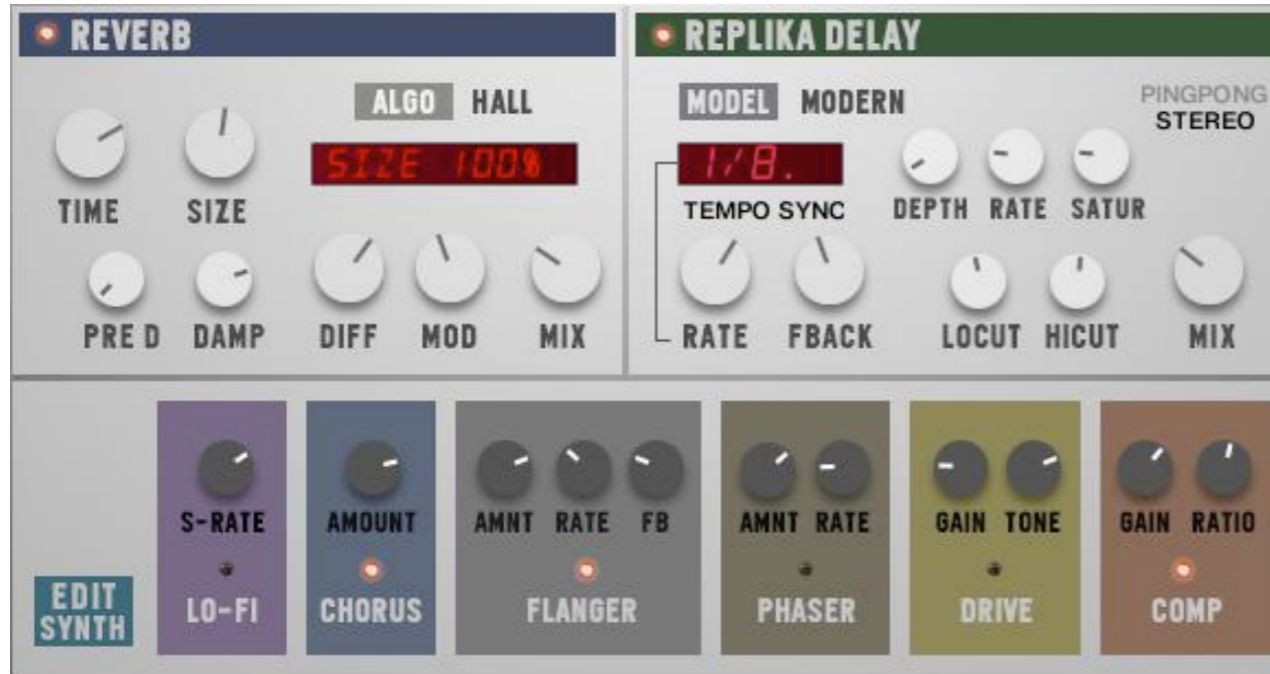 REVERB
ALGO HALL
SIZE 100%
TIME SIZE
PRE D DAMP DIFF MOD MIX
REPLIKA DELAY
MODEL MODERN
PINGPONG
STEREO
1/8.
TEMPO SYNC
DEPTH RATE SATUR
RATE FBACK LOCUT HICUT MIX
S-RATE
LO-FI
AMOUNT
CHORUS
AMNT RATE FB
FLANGER
AMNT RATE
PHASER
GAIN TONE
DRIVE
GAIN RATIO
COMP
EDIT
SYNTH